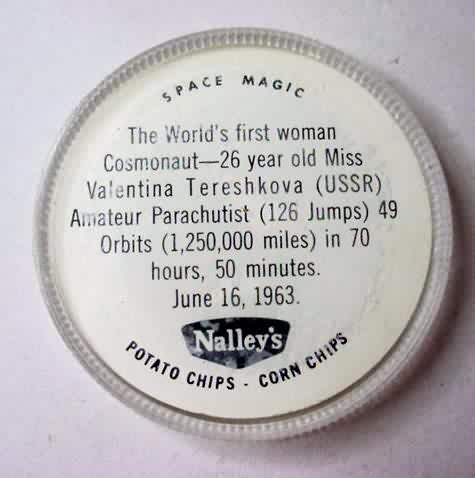 SPACE MAGIC
The World's first woman
Cosmonaut—26 year old Miss
Valentina Tereshkova (USSR)
Amateur Parachutist (126 Jumps) 49
Orbits (1,250,000 miles) in 70
hours, 50 minutes.
June 16, 1963.
Nalley's
POTATO CHIPS - CORN CHIPS